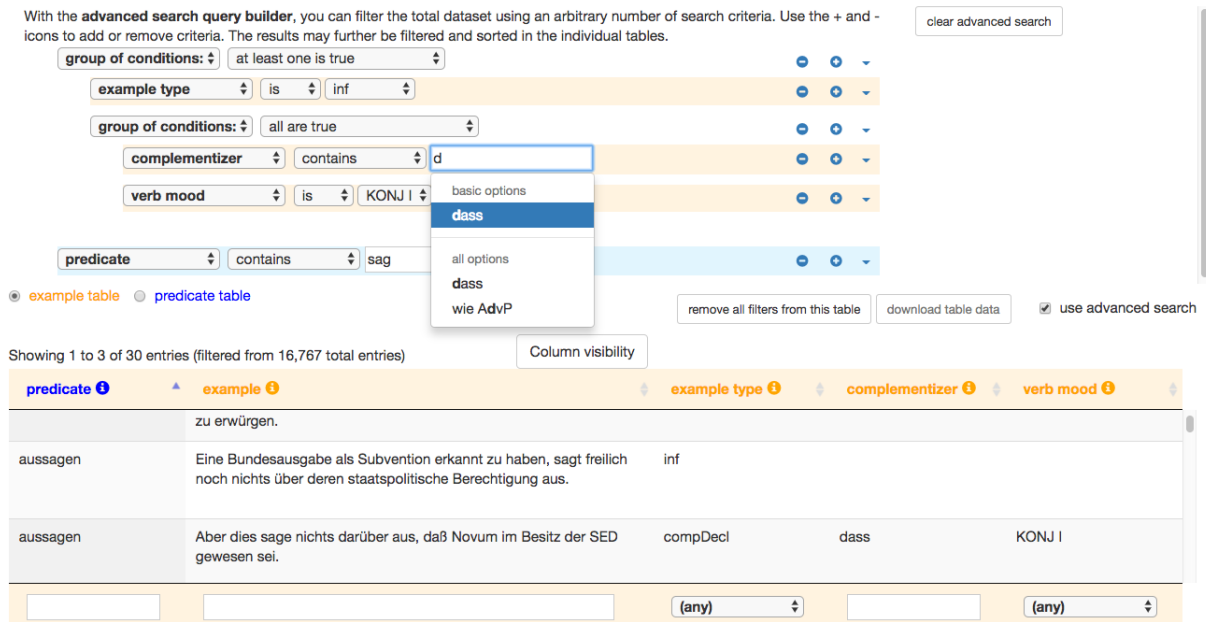 With the advanced search query builder, you can filter the total dataset using an arbitrary number of search criteria. Use the + and -
icons to add or remove criteria. The results may further be filtered and sorted in the individual tables.
clear advanced search
group of conditions: at least one is true
example type is inf
group of conditions: all are true
complementizer contains d
verb mood is KONJ I
basic options
dass
predicate contains sag
all options
dass
wie AdvP
example table predicate table
remove all filters from this table download table data use advanced search
Showing 1 to 3 of 30 entries (filtered from 16,767 total entries)
Column visibility
predicate example example type complementizer verb mood
zu erwürgen.
aussagen Eine Bundesausgabe als Subvention erkannt zu haben, sagt freilich inf
noch nichts über deren staatspolitische Berechtigung aus.
aussagen Aber dies sage nichts darüber aus, daß Novum im Besitz der SED compDecl dass KONJ I
gewesen sei.
(any) (any)